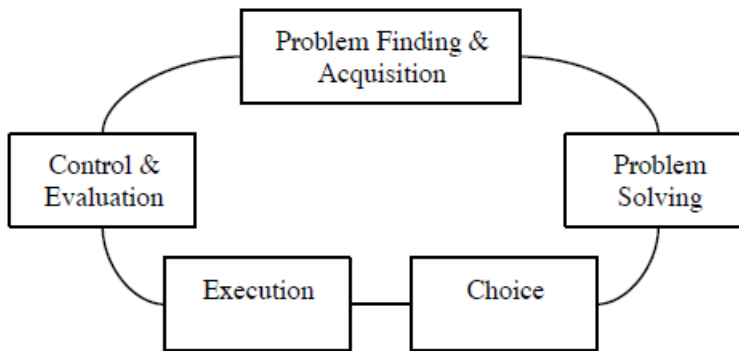 Problem Finding &
Acquisition
Control &
Evaluation
Problem
Solving
Execution
Choice